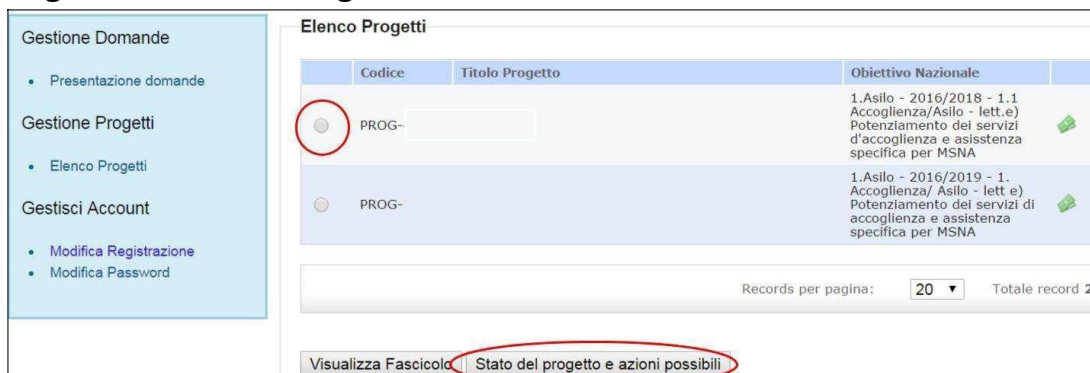 Gestione Domande
Presentazione domande
Gestione Progetti
Elenco Progetti
Gestisci Account
Modifica Registrazione
Modifica Password
Elenco Progetti
Codice Titolo Progetto Obiettivo Nazionale
PROG-
1.Asilo - 2016/2018 - 1.1
Accoglienza/Asilo - lett.e)
Potenziamento dei servizi
d'accoglienza e asisstenza
specifica per MSNA
PROG-
1.Asilo - 2016/2019 - 1.
Accoglienza/ Asilo - lett e)
Potenziamento dei servizi di
accoglienza e assistenza
specifica per MSNA
Records per pagina: 20 Totale record 2
Visualizza Fascicolo Stato del progetto e azioni possibili